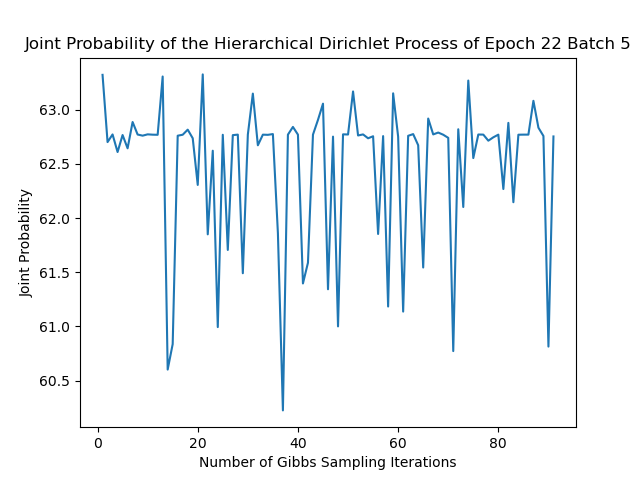 Joint Probability of the Hierarchical Dirichlet Process of Epoch 22 Batch 5
Joint Probability
63.0
62.5
62.0
61.5
61.0
60.5
0 20 40 60 80
Number of Gibbs Sampling Iterations